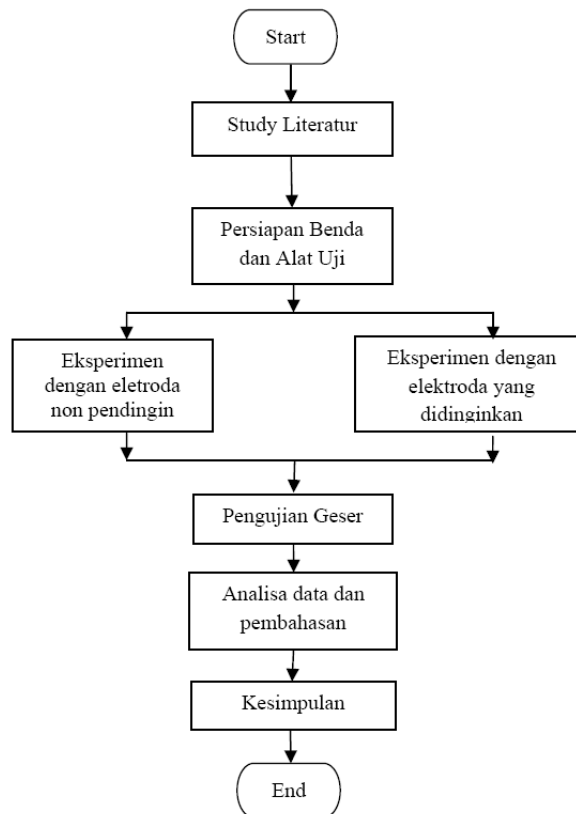 Start
Study Literatur
Persiapan Benda
dan Alat Uji
Eksperimen
dengan eletroda
non pendingin
Eksperimen dengan
elektroda yang
didinginkan
Pengujian Geser
Analisa data dan
pembahasan
Kesimpulan
End